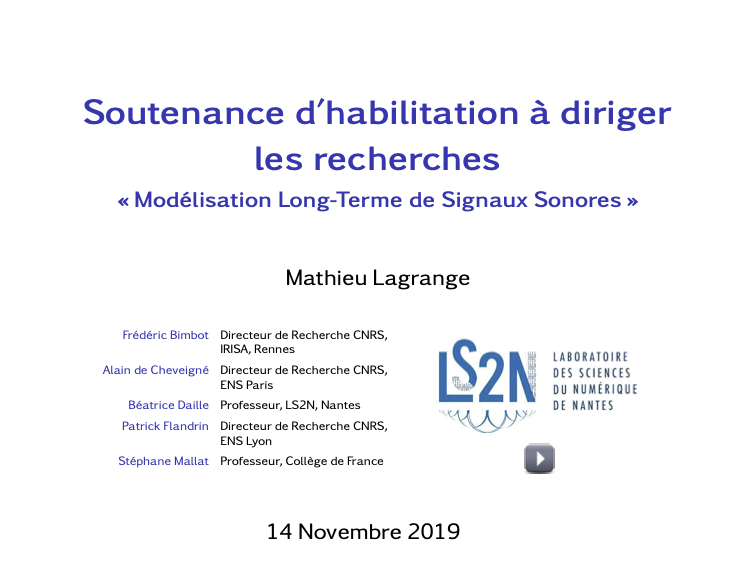 Soutenance d'habilitation à diriger
les recherches
« Modélisation Long-Terme de Signaux Sonores »
Mathieu Lagrange
Frédéric Bimbot Directeur de Recherche CNRS,
IRISA, Rennes
Alain de Cheveigné Directeur de Recherche CNRS,
ENS Paris
Béatrice Daille Professeur, LS2N, Nantes
Patrick Flandrin Directeur de Recherche CNRS,
ENS Lyon
Stéphane Mallat Professeur, Collège de France
LS2N
LABORATOIRE
DES SCIENCES
DU NUMÉRIQUE
DE NANTES
14 Novembre 2019